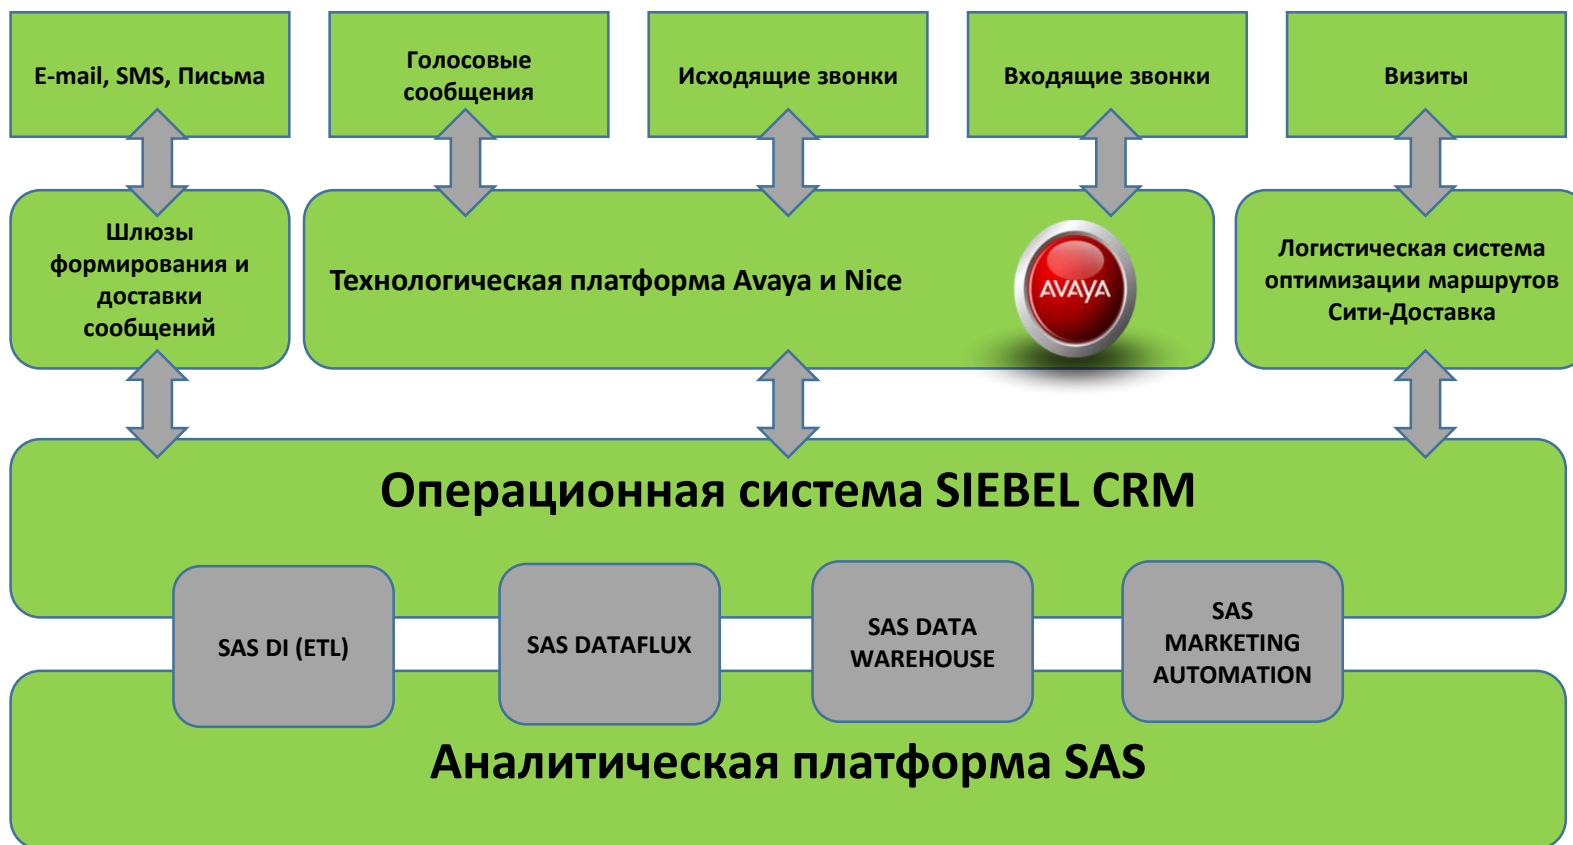 E-mail, SMS, Письма
Голосовые
сообщения
Исходящие звонки
Входящие звонки
Визиты
Шлюзы
формирования и
доставки
сообщений
Технологическая платформа Avaya и Nice
AVAYA
Логистическая система
оптимизации маршрутов
Сити-Доставка
Операционная система SIEBEL CRM
SAS DI (ETL)
SAS DATAFLUX
SAS DATA
WAREHOUSE
SAS
MARKETING
AUTOMATION
Аналитическая платформа SAS